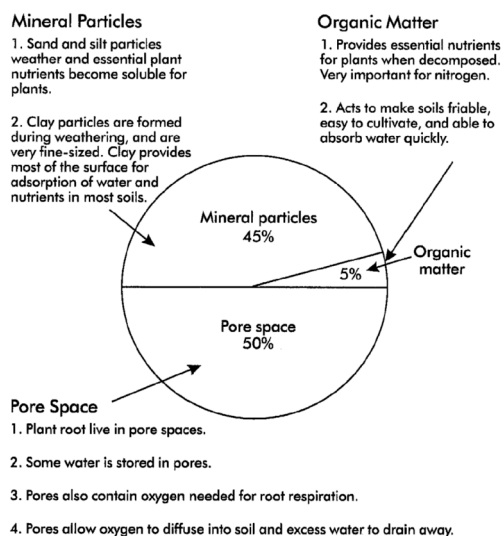 Mineral Particles
1. Sand and silt particles
weather and essential plant
nutrients become soluble for
plants.
2. Clay particles are formed
during weathering, and are
very fine-sized. Clay provides
most of the surface for
adsorption of water and
nutrients in most soils.
Organic Matter
1. Provides essential nutrients
for plants when decomposed.
Very important for nitrogen.
2. Acts to make soils friable,
easy to cultivate, and able to
absorb water quickly.
Mineral particles
45%
Organic
matter
5%
Pore space
50%
Pore Space
1. Plant root live in pore spaces.
2. Some water is stored in pores.
3. Pores also contain oxygen needed for root respiration.
4. Pores allow oxygen to diffuse into soil and excess water to drain away.